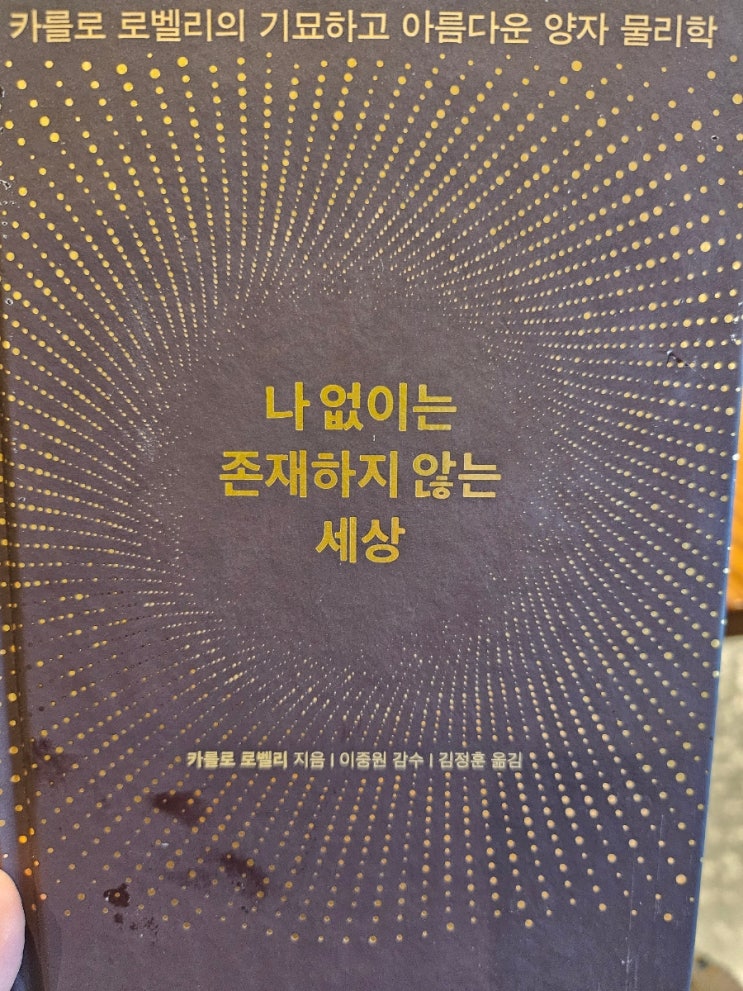 카를로 로벨리의 기묘하고 아름다운 양자 물리학
나 없이는
존재하지 않는
세상
카를로 로벨리 지음 | 이중원 감수 | 김정훈 옮김